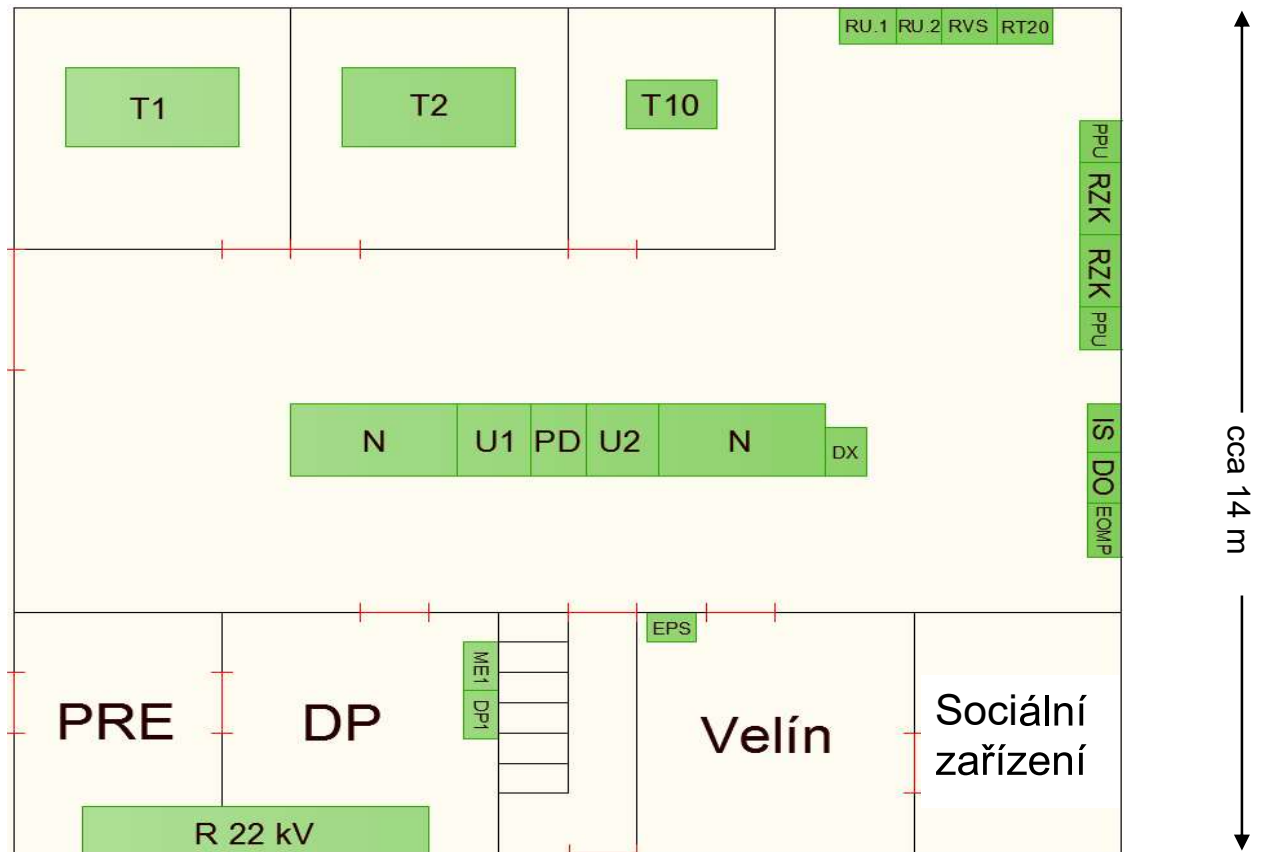 RU.1 RU.2 RVS RT20
T1 T2 T10
PPU
RZK
RZK
PPU
N U1 PD U2 N DX
IS
DO
EOMP
cca 14 m
EPS
ME1
DP1
PRE DP Velín
Sociální
zařízení
R 22 kV